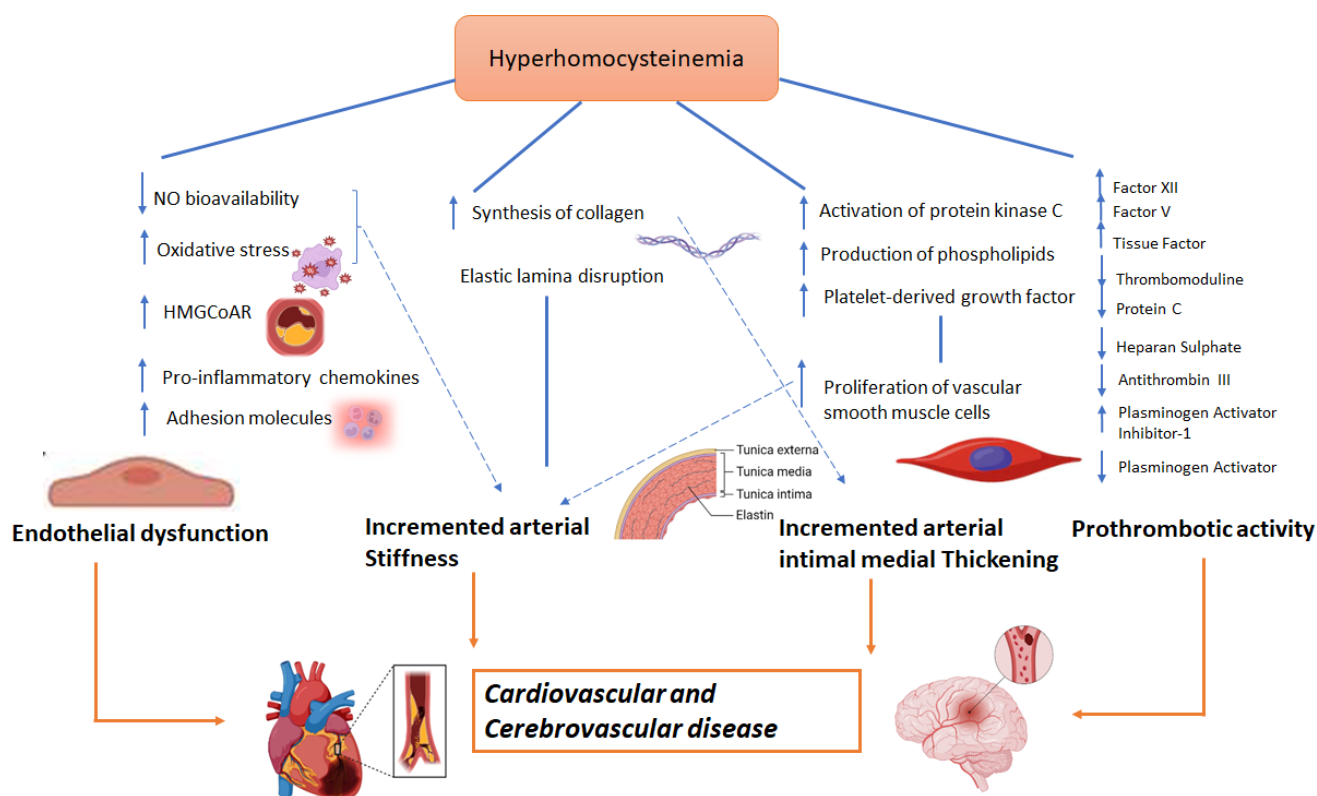 Hyperhomocysteinemia
NO bioavailability
Oxidative stress
HMGCoAR
Pro-inflammatory chokines
Adhesion molecules
Endothelial dysfunction
Synthesis of collagen
Elastic lamina disruption
Incremented arterial
Stiffness
Tunica externa
Tunica media
Tunica intima
Elastin
Activation of protein kinase C
Production of phospholipids
Platelet-derived growth factor
Proliferation of vascular
smooth muscle cells
Incremented arterial
intimal medial Thickening
Factor XII
Factor V
Tissue Factor
Thrombomoduline
Protein C
Heparan Sulphate
Antithrombin III
Plasminogen Activator
Inhibitor-1
Plasminogen Activator
Prothrombotic activity
Cardiovascular and
Cerebrovascular disease